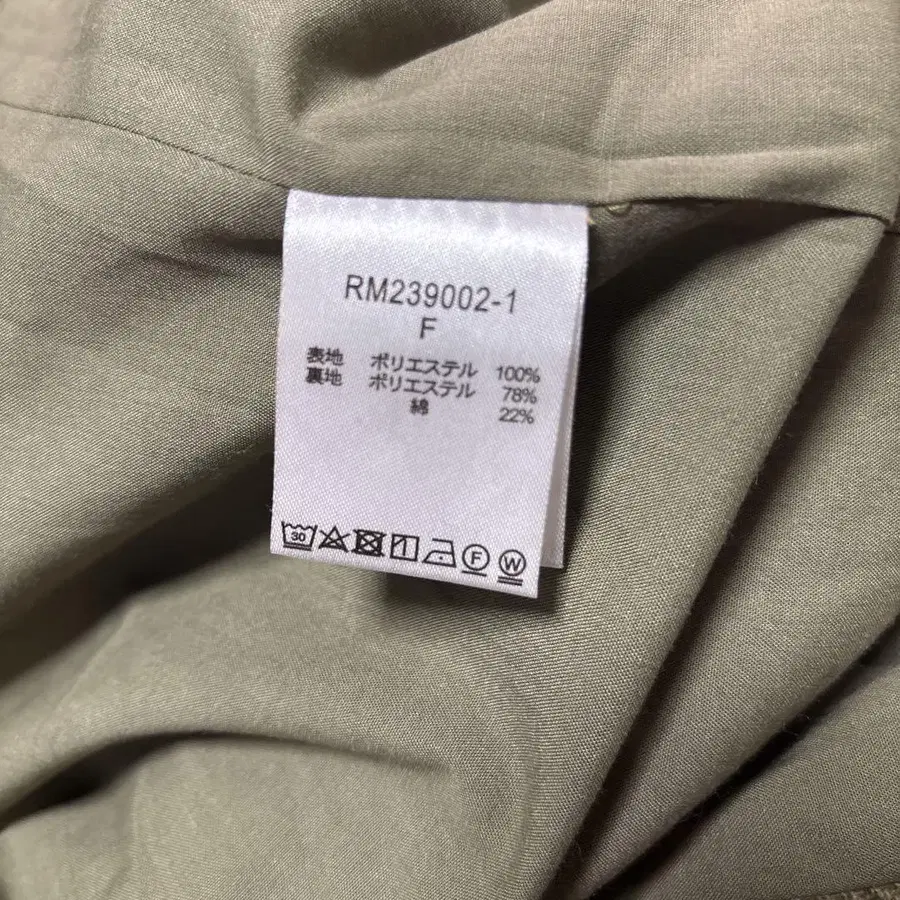 RM239002-1
F
表地 ポリエステル 100%
裏地 ポリエステル 78%
綿 22%
30 F W